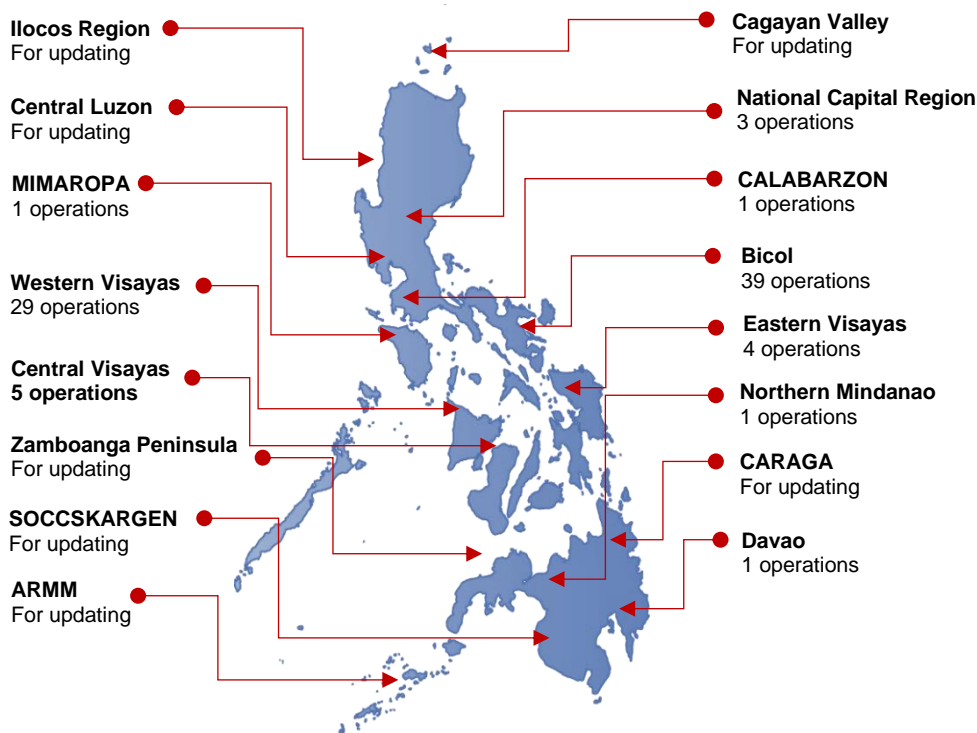 Ilocos Region
For updating
Central Luzon
For updating
MIMAROPA
1 operations
Western Visayas
29 operations
Central Visayas
5 operations
Zamboanga Peninsula
For updating
SOCCSKARGEN
For updating
ARMM
For updating
Cagayan Valley
For updating
National Capital Region
3 operations
CALABARZON
1 operations
Bicol
39 operations
Eastern Visayas
4 operations
Northern Mindanao
1 operations
CARAGA
For updating
Davao
1 operations